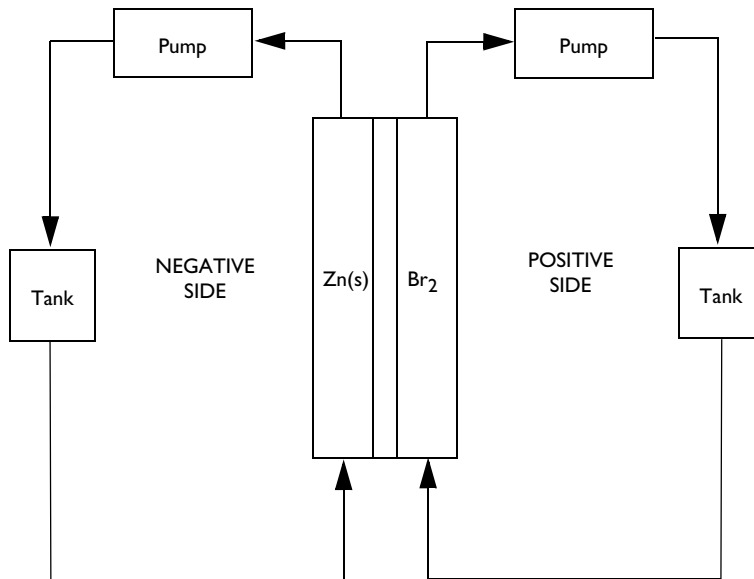 Pump
Pump
NEGATIVE
SIDE
Zn(s)
Br2
POSITIVE
SIDE
Tank
Tank